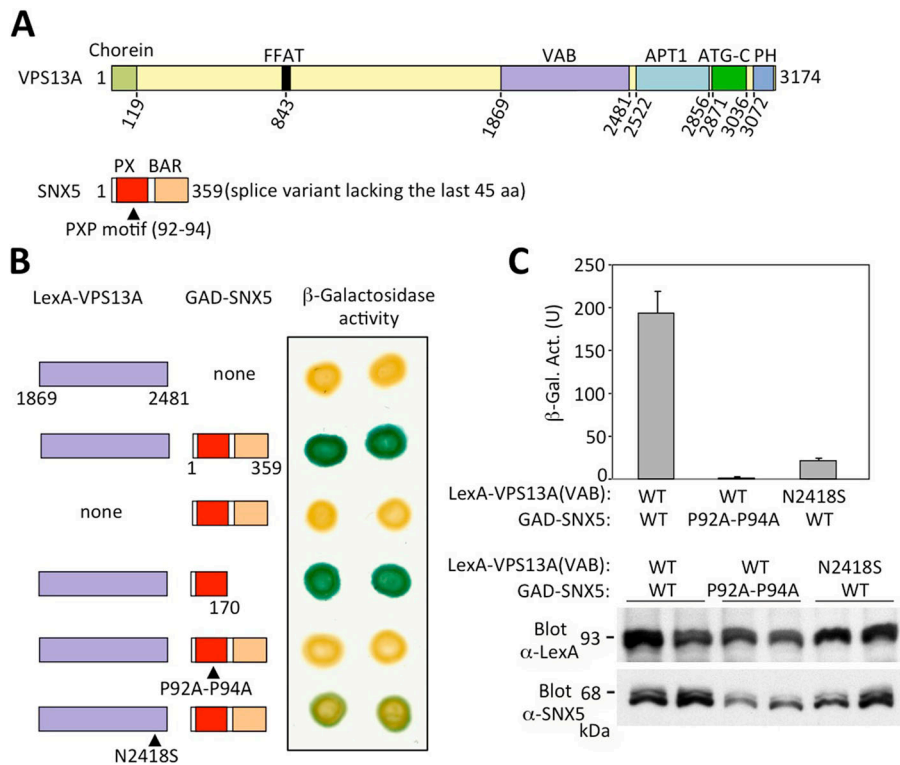 A
Chorein FFAT VAB APT1 ATG-C PH
VPS13A 1 3174
119 843 1869 2481 2522 2856 2871 3036 3072
PX BAR
SNX5 1 359 (splice variant lacking the last 45 aa)
PXP motif (92-94)
B
LexA-VPS13A GAD-SNX5 β-Galactosidase activity
none
1869 2481
1 359
none
170
P92A-P94A
N2418S
C
β-Gal. Act. (U)
250
200
150
100
50
0
LexA-VPS13A(VAB): WT WT N2418S
GAD-SNX5: WT P92A-P94A WT
LexA-VPS13A(VAB): WT WT N2418S
GAD-SNX5: WT P92A-P94A WT
Blot α-LexA 93
Blot α-SNX5 68
kDa